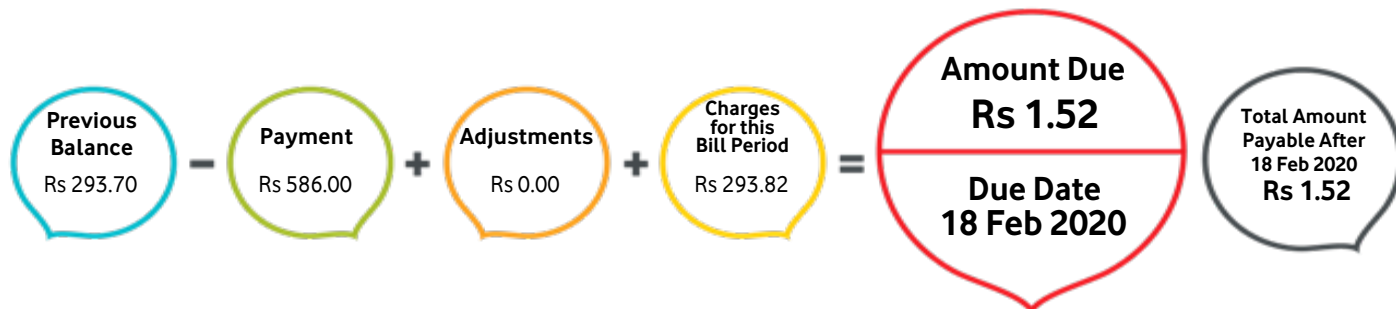 Previous
Balance
Rs 293.70
-
Payment
Rs 586.00
+
Adjustments
Rs 0.00
+
Charges
for this
Bill Period
Rs 293.82
=
Amount Due
Rs 1.52
Due Date
18 Feb 2020
Total Amount
Payable After
18 Feb 2020
Rs 1.52